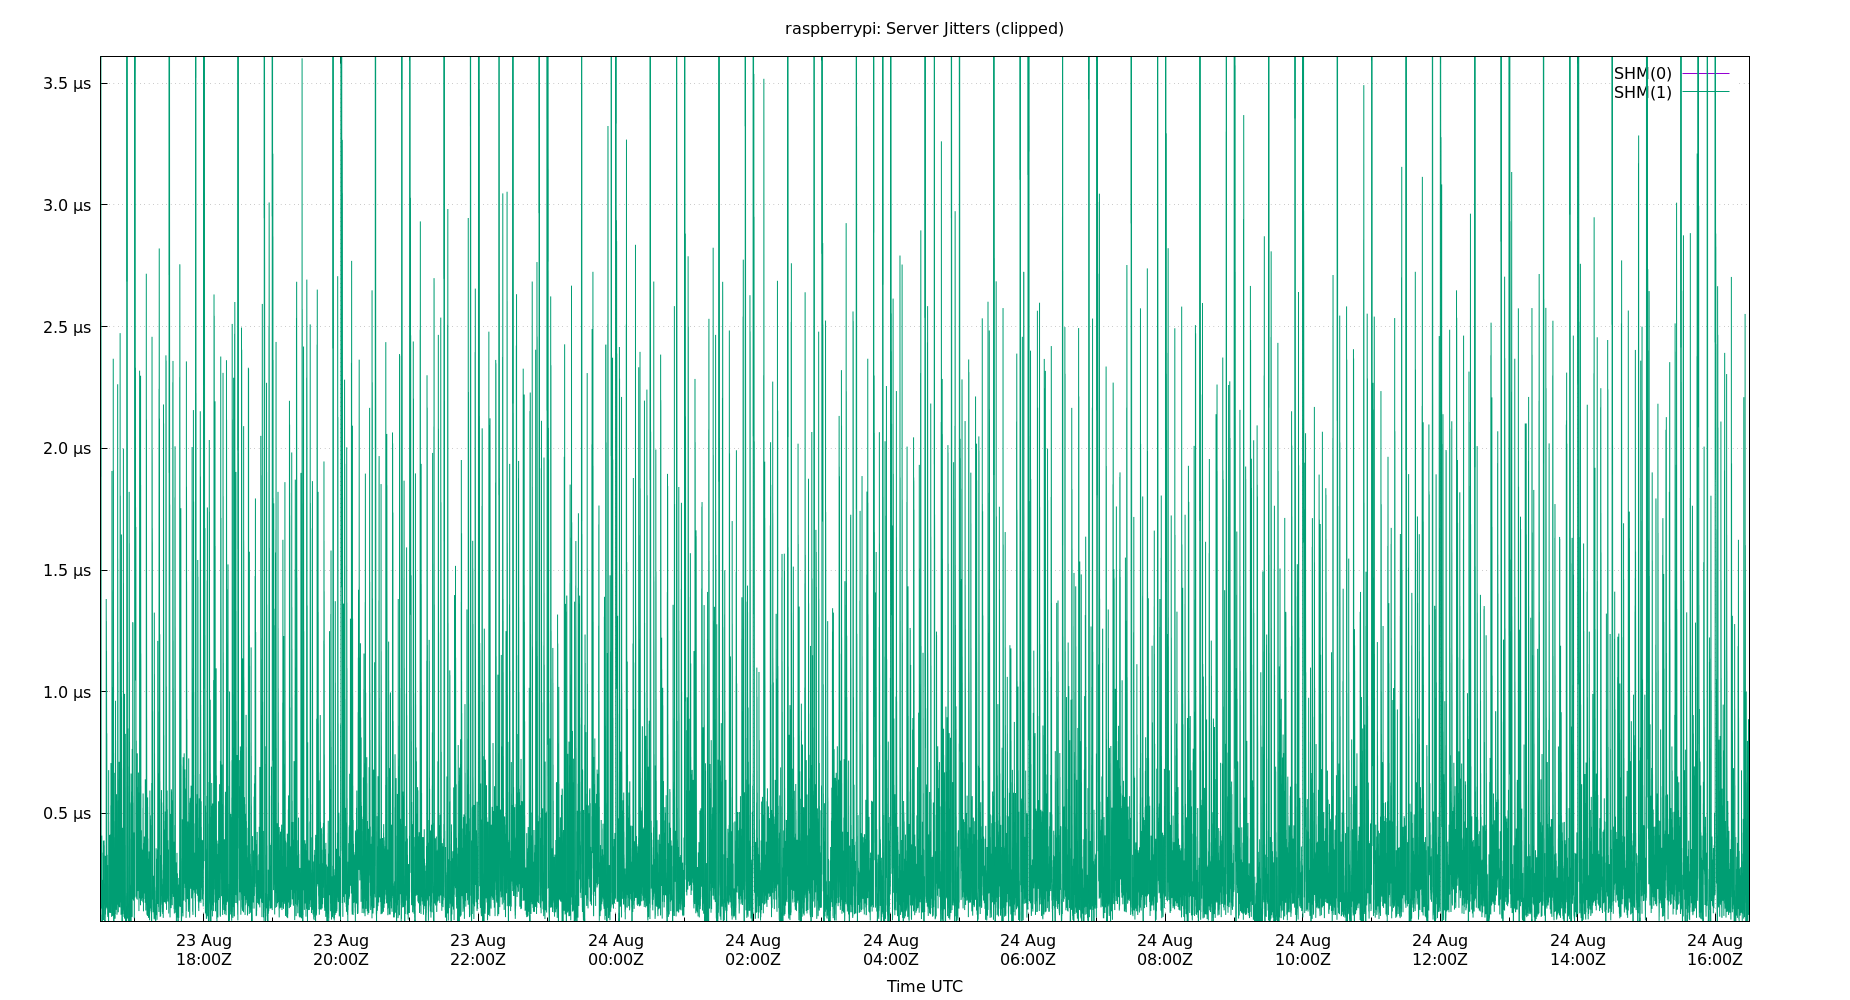 raspberrypi: Server Jitters (clipped)
3.5 µs
3.0 µs
2.5 µs
2.0 µs
1.5 µs
1.0 µs
0.5 µs
SHM(0)
SHM(1)
23 Aug 23 Aug 23 Aug 24 Aug 24 Aug 24 Aug 24 Aug 24 Aug 24 Aug 24 Aug 24 Aug 24 Aug
18:00Z 20:00Z 22:00Z 00:00Z 02:00Z 04:00Z 06:00Z 08:00Z 10:00Z 12:00Z 14:00Z 16:00Z
Time UTC